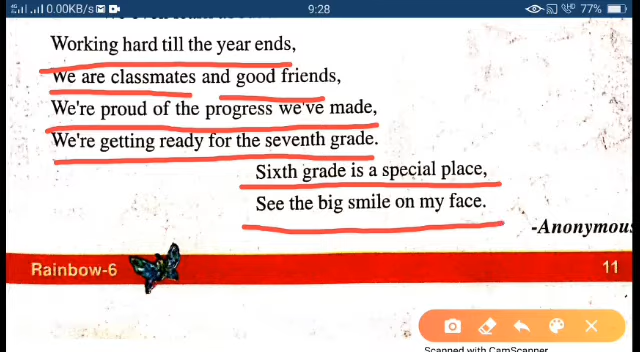 0.00KB/s 9:28 77%
Working hard till the year ends,
We are classmates and good friends,
We're proud of the progress we've made,
We're getting ready for the seventh grade.
Sixth grade is a special place,
See the big smile on my face.
-Anonymous
Rainbow-6 11
Scanned with CamScanner